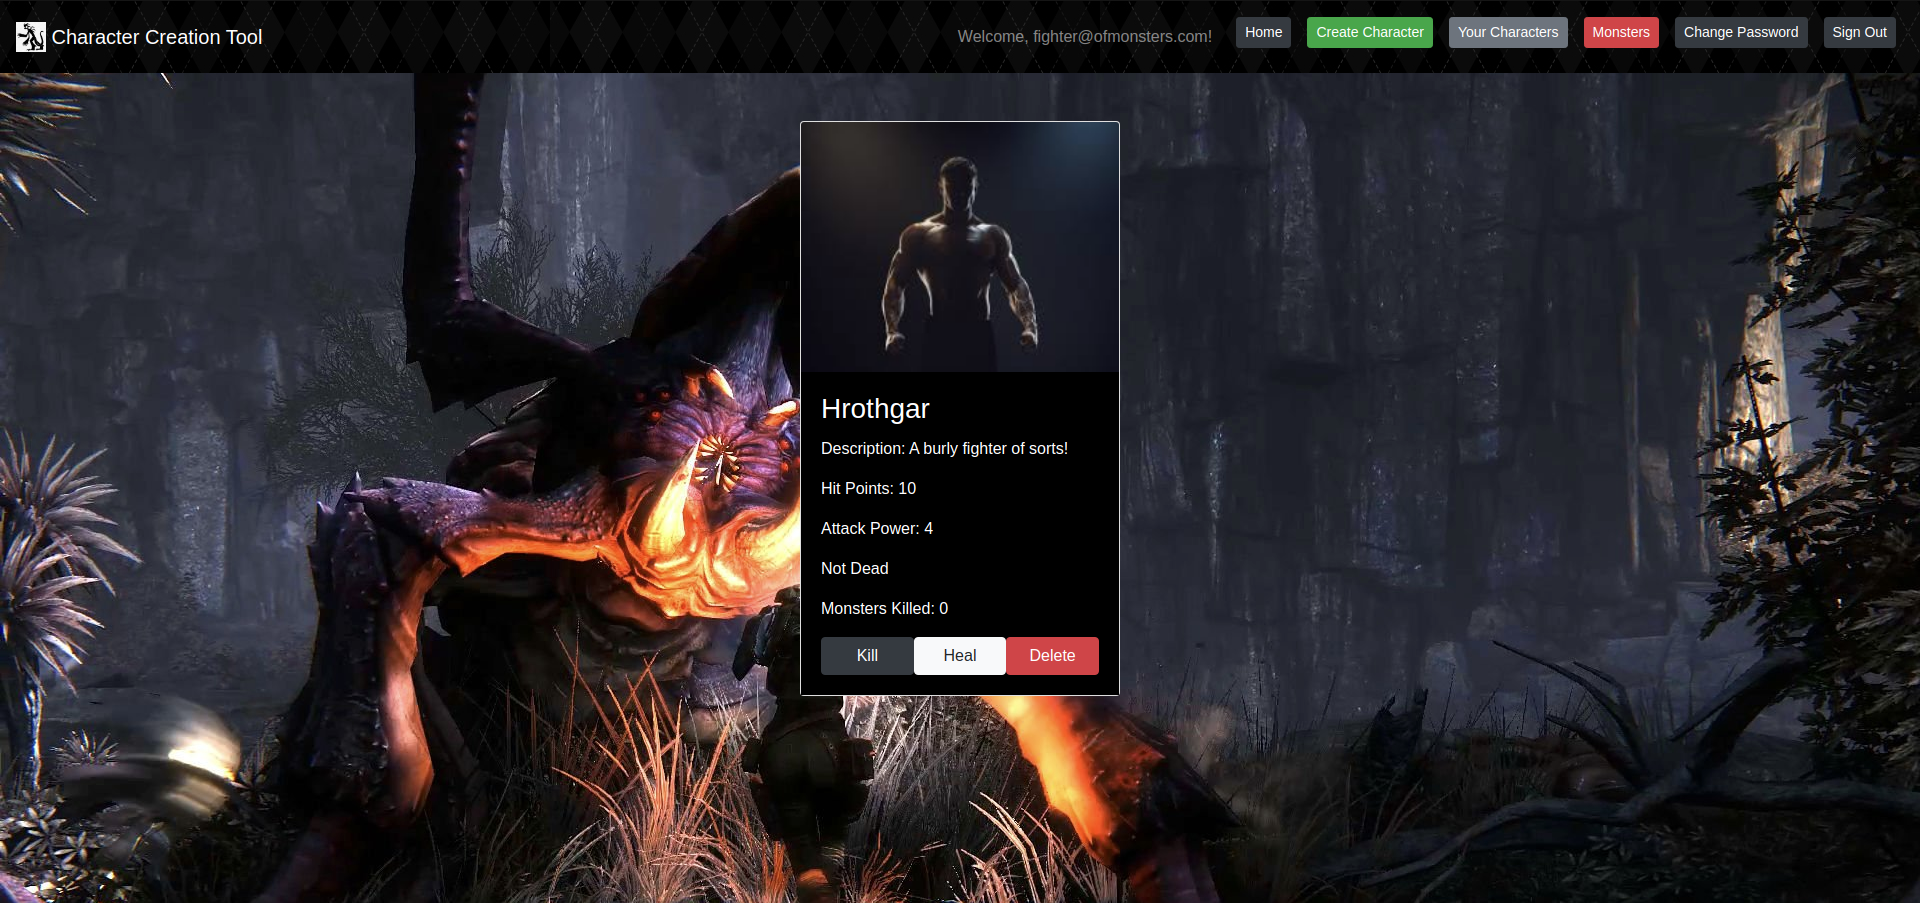 Character Creation Tool
Welcome, fighter@ofmonsters.com!
Home
Create Character
Your Characters
Monsters
Change Password
Sign Out
Hrothgar
Description: A burly fighter of sorts!
Hit Points: 10
Attack Power: 4
Not Dead
Monsters Killed: 0
Kill
Heal
Delete